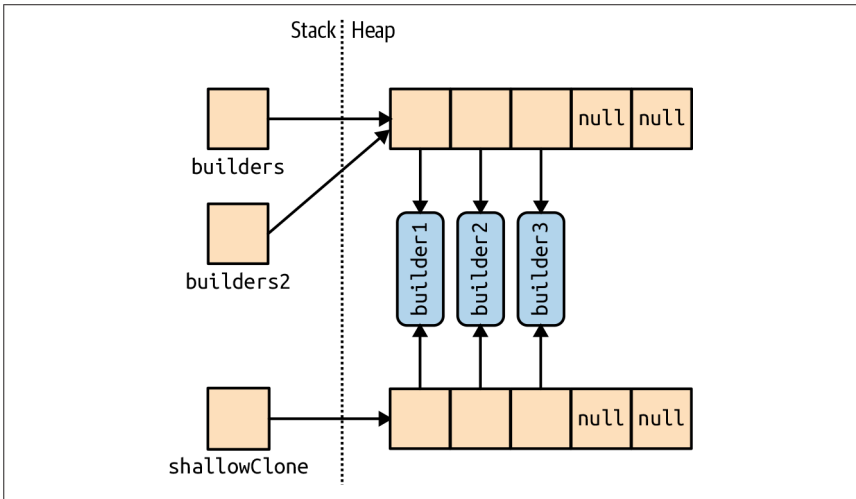 Stack Heap
null null
builders
builders2
builder1 builder2 builder3
null null
shallowClone